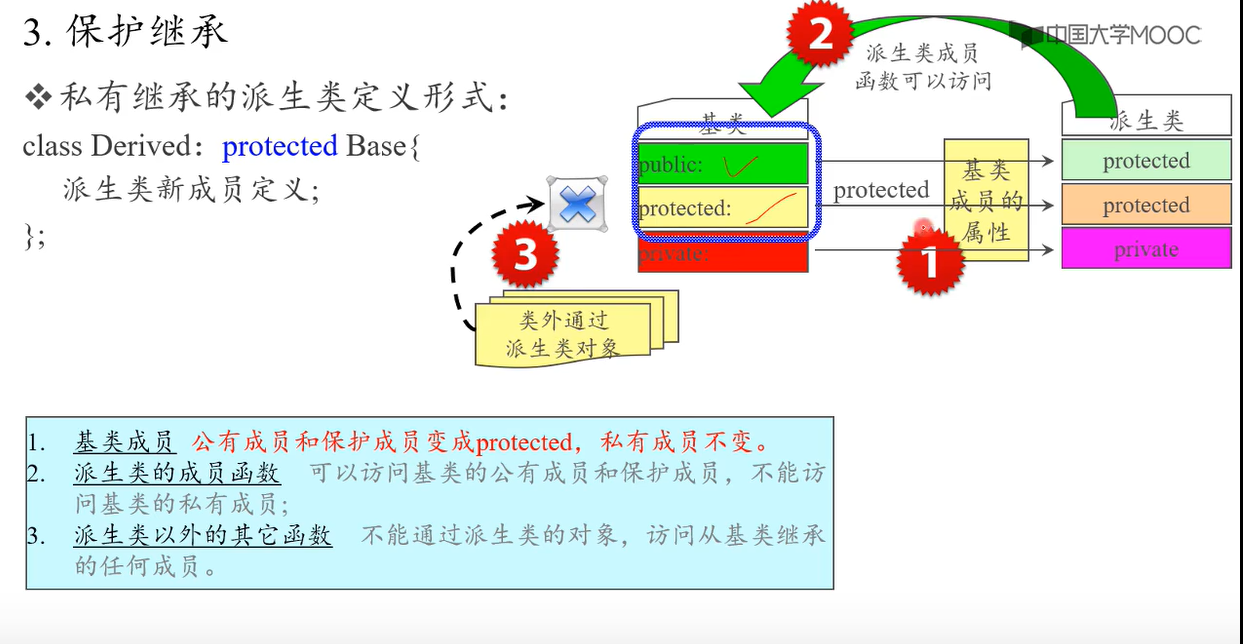 3. 保护继承
中国大学MOOC
❖私有继承的派生类定义形式：
class Derived：protected Base{
派生类新成员定义;
};
2
派生类成员
函数可以访问
基类
public:
protected:
private:
protected
基类
成员的
属性
1
派生类
protected
protected
private
3
类外通过
派生类对象
1. 基类成员 公有成员和保护成员变成protected，私有成员不变。
2. 派生类的成员函数 可以访问基类的公有成员和保护成员，不能访
问基类的私有成员;
3. 派生类以外的其它函数 不能通过派生类的对象，访问从基类继承
的任何成员。